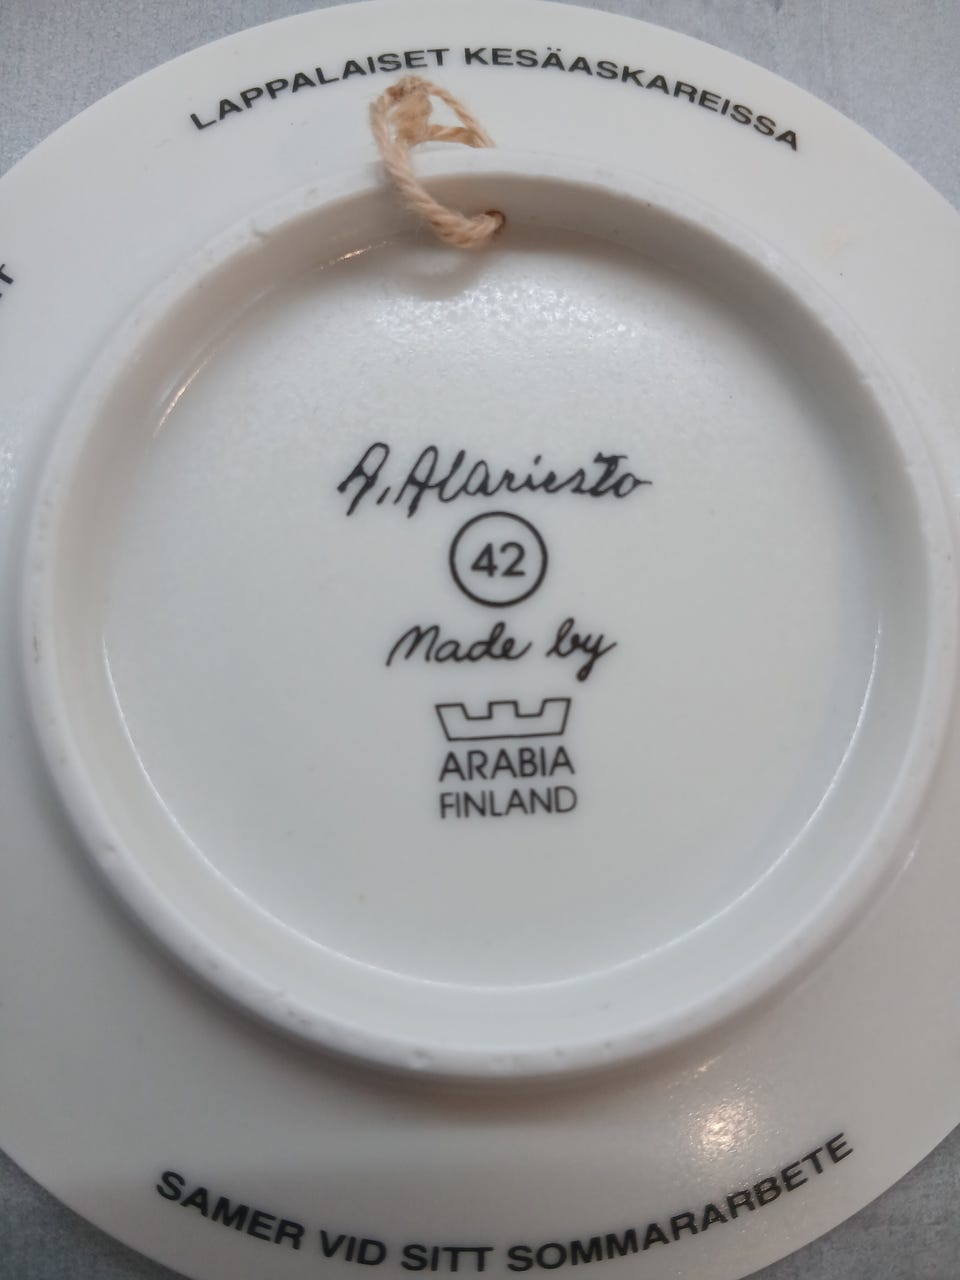 LAPPALAISET KESÄASKAREISSA
A. Alariesto
42
Made by
ARABIA
FINLAND
SAMER VID SITT SOMMARARBETE